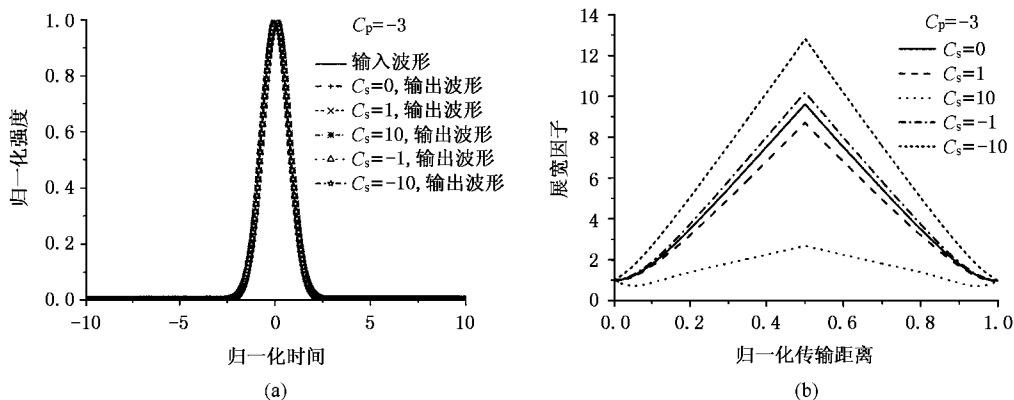 1.0
0.8
0.6
0.4
0.2
0.0
归一化强度
Cp=-3
输入波形
Cs=0, 输出波形
Cs=1, 输出波形
Cs=10, 输出波形
Cs=-1, 输出波形
Cs=-10, 输出波形
-10
-5
0
5
10
归一化时间
(a)
14
12
10
8
6
4
2
0
展宽因子
Cp=-3
Cs=0
Cs=1
Cs=10
Cs=-1
Cs=-10
0.0
0.2
0.4
0.6
0.8
1.0
归一化传输距离
(b)